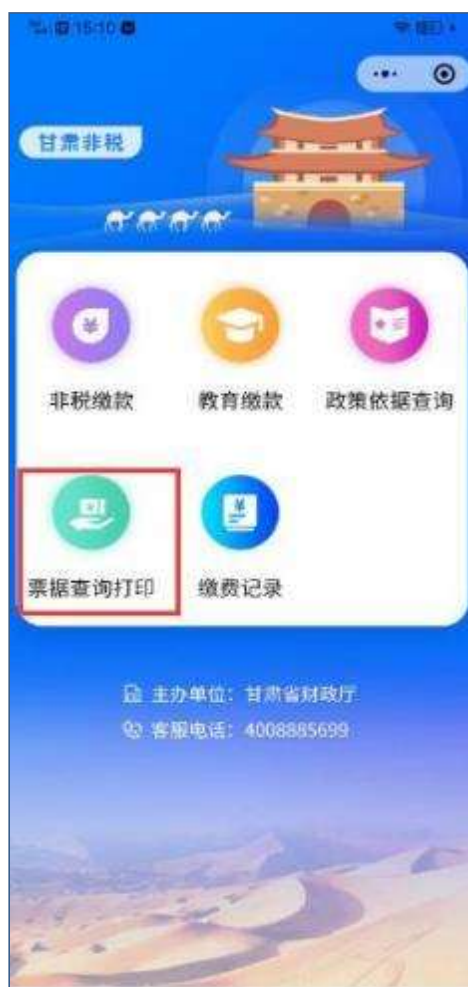 15:10
甘肃非税
非税缴款
教育缴款
政策依据查询
票据查询打印
缴费记录
主办单位：甘肃省财政厅
客服电话：4008885699